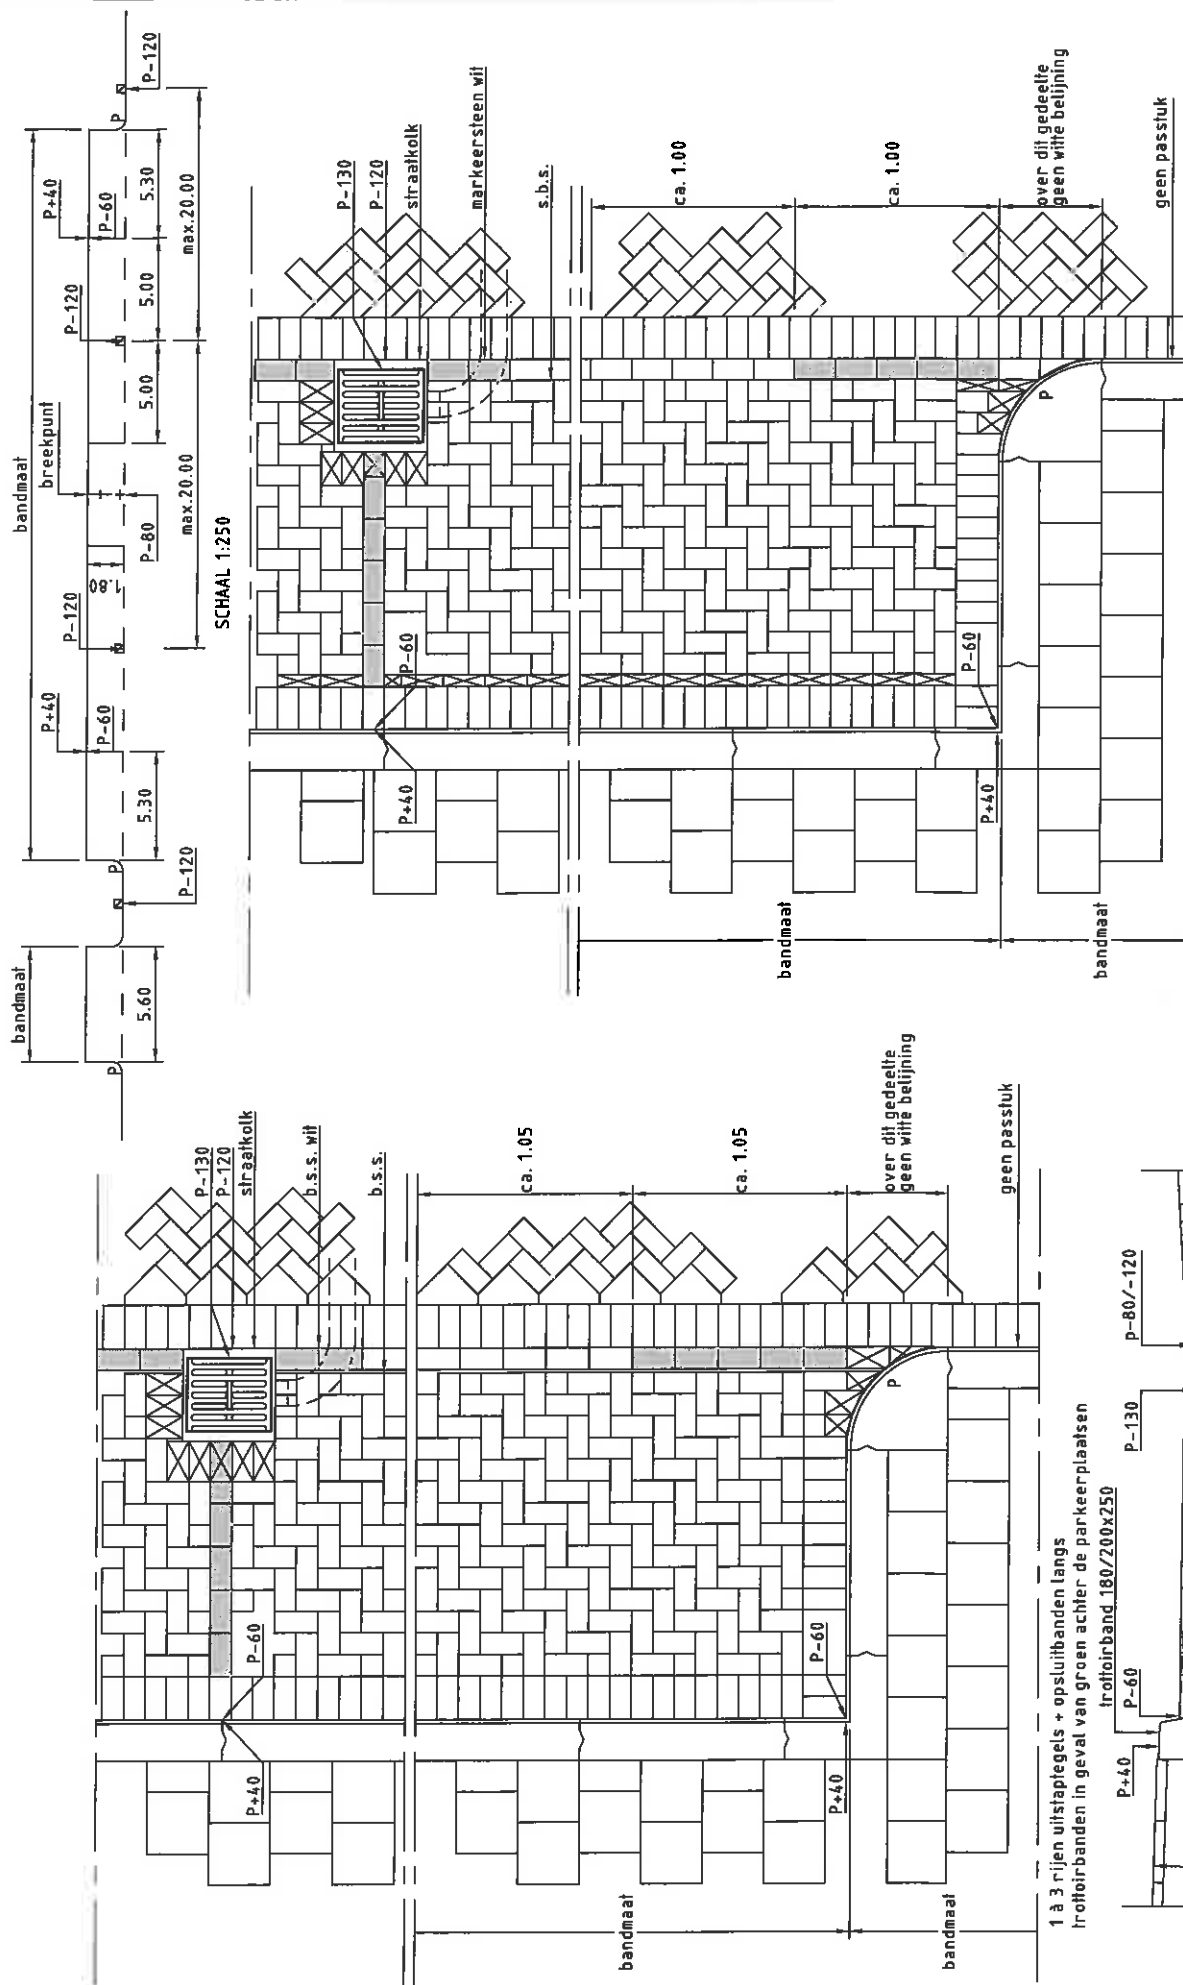 bandmaat
5.60
P
P
P-120
bandmaat
P+40
P-60
5.30
P-120
1.80
breekpunt
P-80
max.20.00
5.00
P-120
5.00
max.20.00
P+40
P-60
5.30
P
P-120
SCHAAL 1:250
P-130
P-120
straatkolk
b.s.s. wit
b.s.s.
P-60
P+40
ca. 1.05
ca. 1.05
over dit gedeelte
geen witte belijning
geen passtuk
P
P-60
P+40
bandmaat
bandmaat
P-130
P-120
straatkolk
markeersteen wit
s.b.s.
P-60
P+40
ca. 1.00
ca. 1.00
over dit gedeelte
geen witte belijning
geen passtuk
P
P-60
P+40
bandmaat
bandmaat
1 à 3 rijen uitstaptegels + opsluitbanden langs
trottoirbanden in geval van groen achter de parkeerplaatsen
trottoirband 180/200x250
P+40
P-60
P-130
p-80/-120